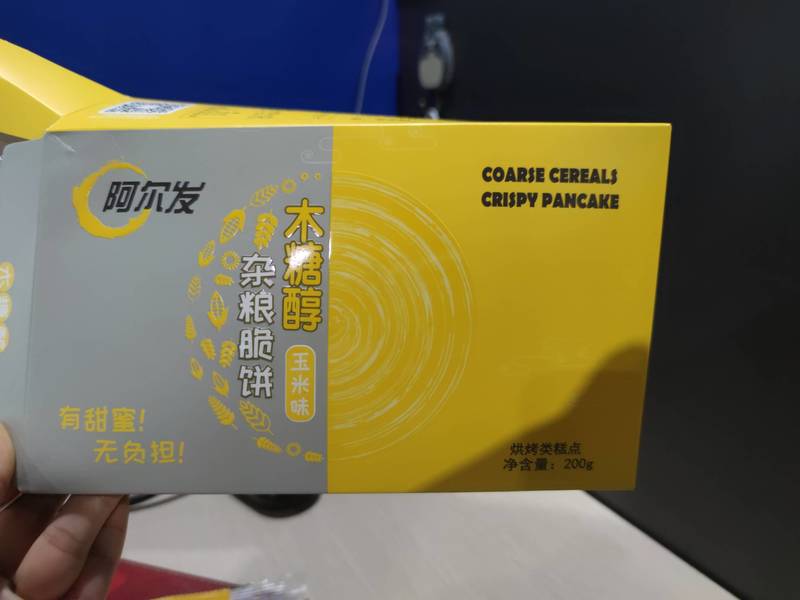 阿尔发
COARSE CEREALS
CRISPY PANCAKE
木糖醇
杂粮脆饼
玉米味
有甜蜜!
无负担!
烘烤类糕点
净含量: 200g